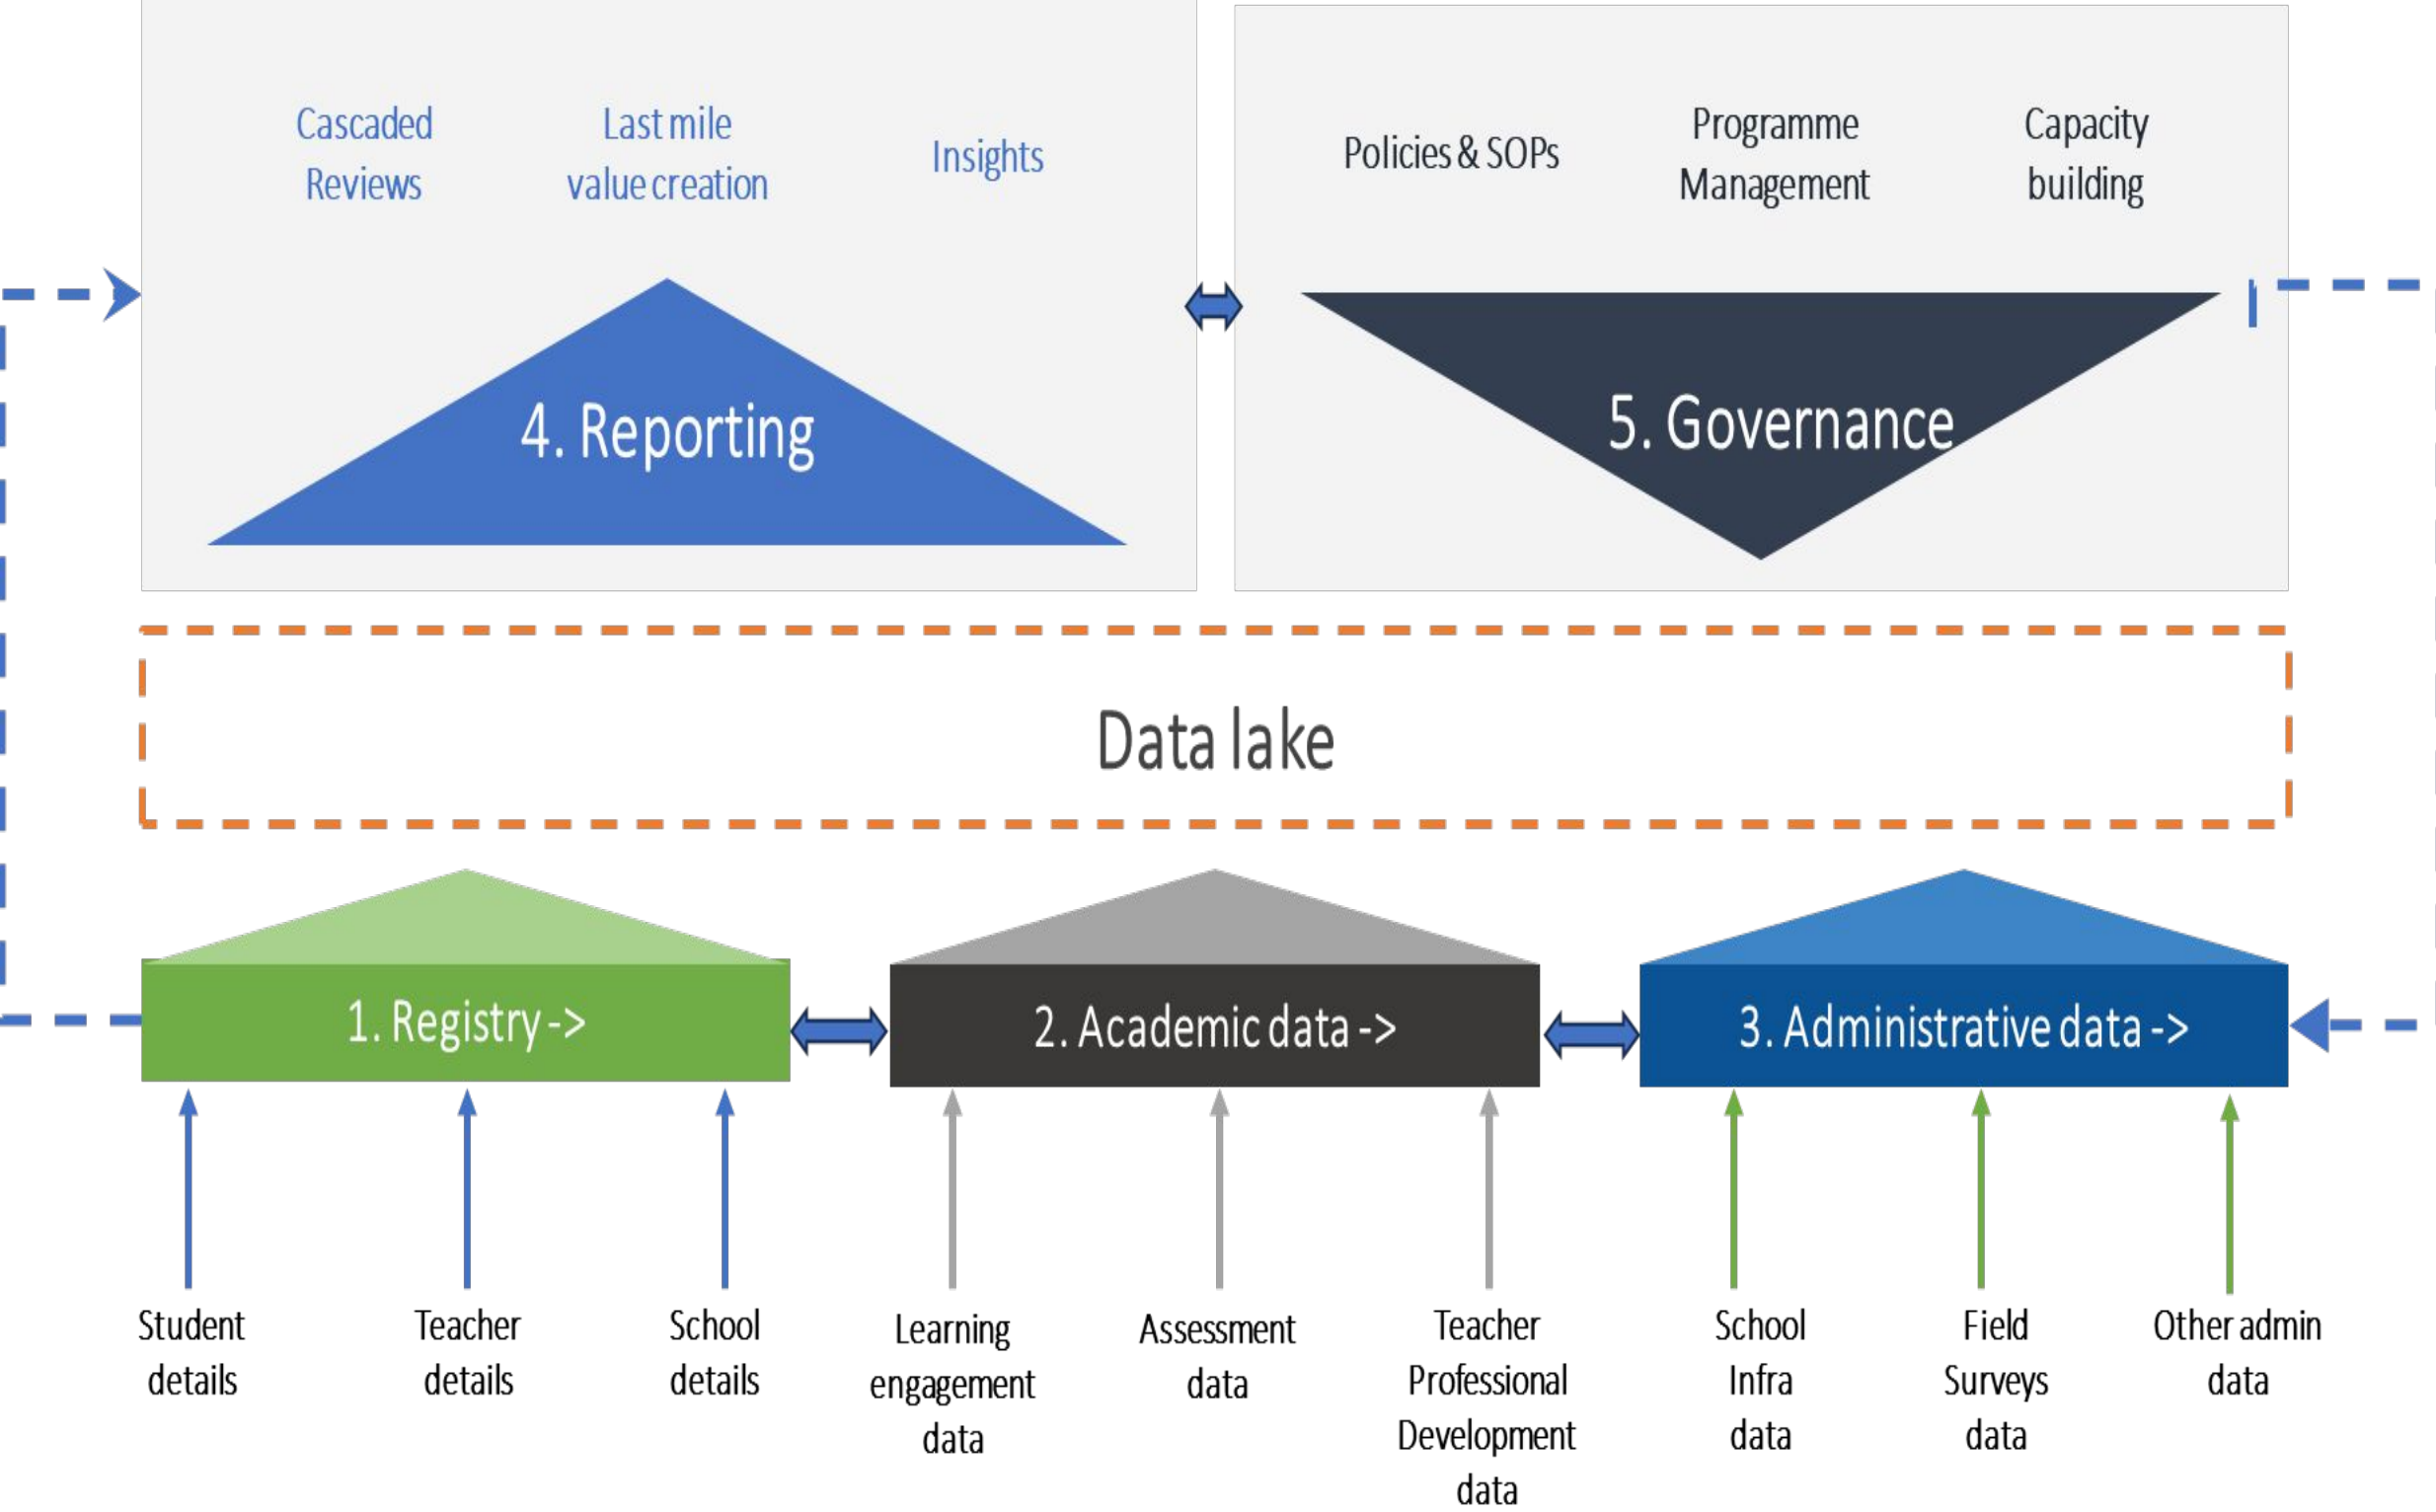 Cascaded
Reviews
Last mile
value creation
Insights
Policies & SOPs
Programme
Management
Capacity
building
4. Reporting
5. Governance
Data lake
1. Registry ->
2. Academic data ->
3. Administrative data ->
Student
details
Teacher
details
School
details
Learning
engagement
data
Assessment
data
Teacher
Professional
Development
data
School
Infra
data
Field
Surveys
data
Other admin
data